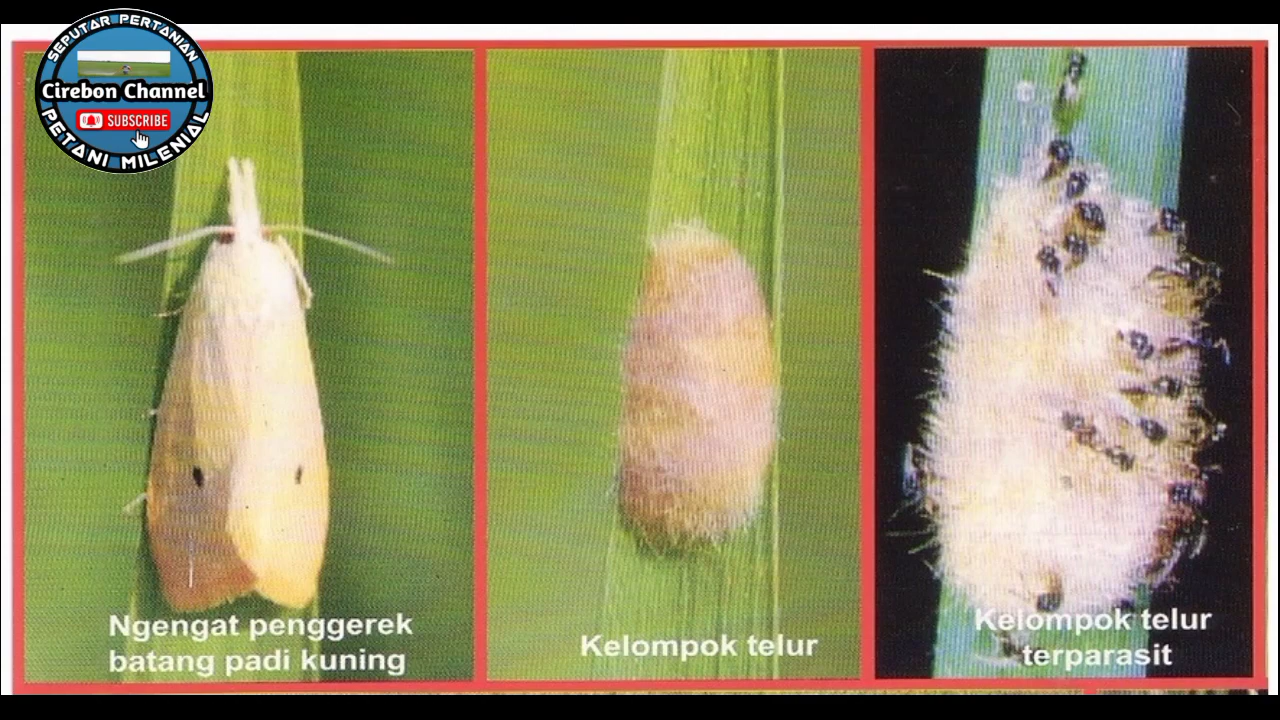 SEPUTAR PERTANIAN
Cirebon Channel
SUBSCRIBE
PETANI MILENIAL
Ngengat penggerek
batang padi kuning
Kelompok telur
Kelompok telur
terparasit